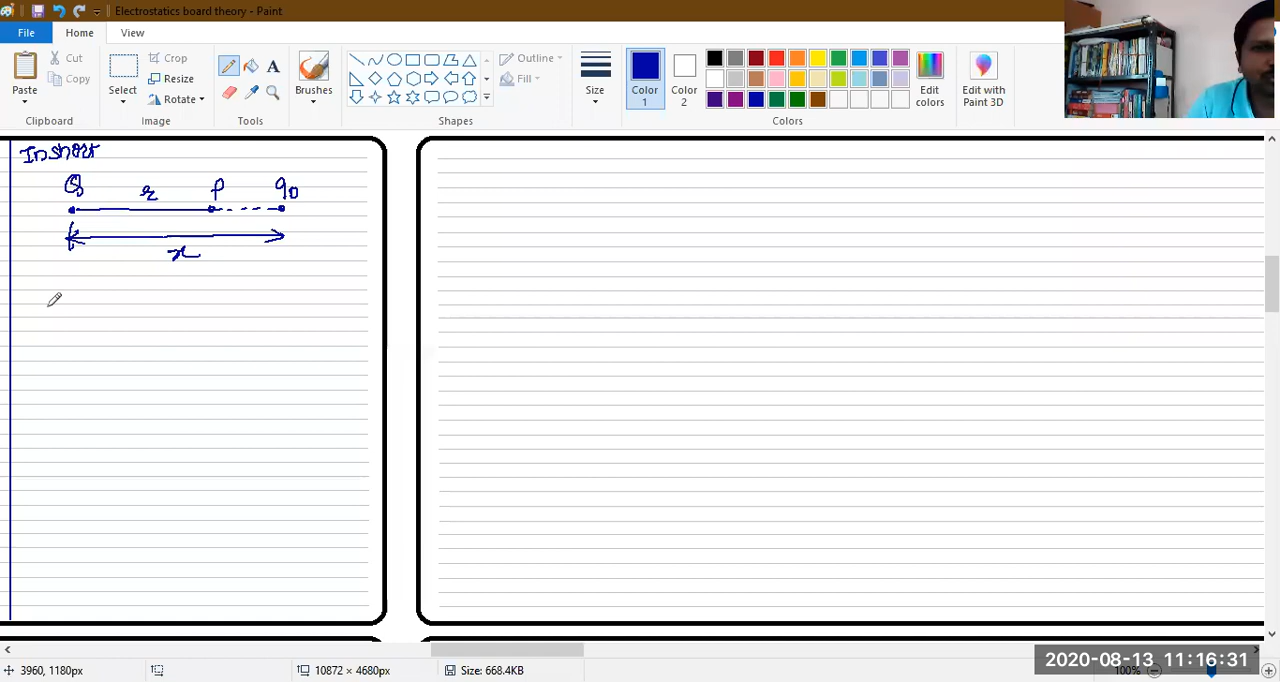 Electrostatics board theory - Paint
File
Home
View
Paste
Cut
Copy
Clipboard
Select
Crop
Resize
Rotate
Image
Tools
Brushes
Outline
Fill
Shapes
Size
Color 1
Color 2
Edit colors
Edit with Paint 3D
Colors
In short
Q r P q0
x
3960, 1180px
10872 × 4680px
Size: 668.4KB
100%
2020-08-13 11:16:31